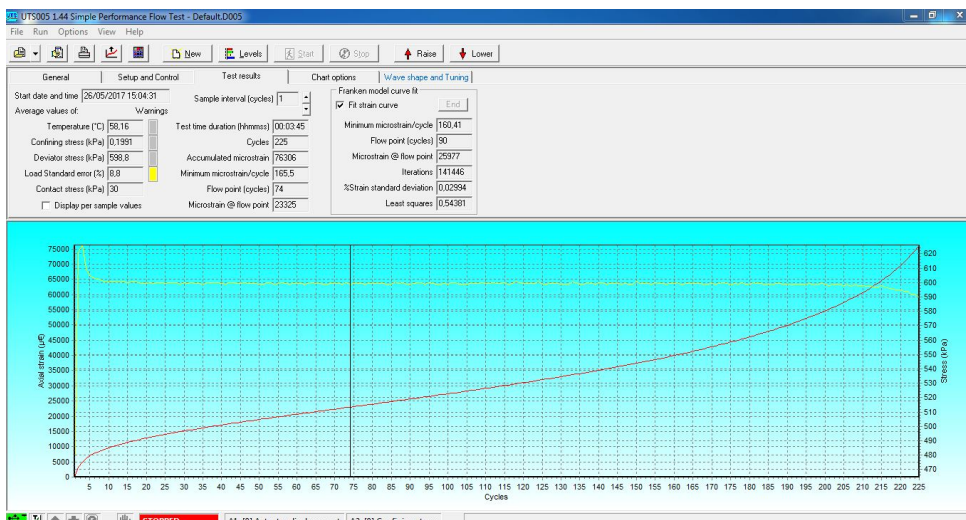 UTS005 1.44 Simple Performance Flow Test - Default.D005
File Run Options View Help
New Levels Start Stop Raise Lower
General Setup and Control Test results Chart options Wave shape and Tuning
Start date and time 26/05/2017 15:04:31
Average values of: Warnings
Temperature (°C) 58,16
Confining stress (kPa) 0,1991
Deviator stress (kPa) 598,8
Load Standard error (%) 8,8
Contact stress (kPa) 30
Display per sample values
Sample interval (cycles) 1
Test time duration (hhmmss) 00:03:45
Cycles 225
Accumulated microstrain 76306
Minimum microstrain/cycle 165,5
Flow point (cycles) 74
Microstrain @ flow point 23325
Franken model curve fit
Fit strain curve End
Minimum microstrain/cycle 160,41
Flow point (cycles) 90
Microstrain @ flow point 25977
Iterations 141446
%Strain standard deviation 0,02994
Least squares 0,54381
75000
70000
65000
60000
55000
50000
45000
40000
35000
30000
25000
20000
15000
10000
5000
0
Axial strain (µε)
620
610
600
590
580
570
560
550
540
530
520
510
500
490
480
470
Stress (kPa)
5 10 15 20 25 30 35 40 45 50 55 60 65 70 75 80 85 90 95 100 105 110 115 120 125 130 135 140 145 150 155 160 165 170 175 180 185 190 195 200 205 210 215 220 225
Cycles
STOPPED